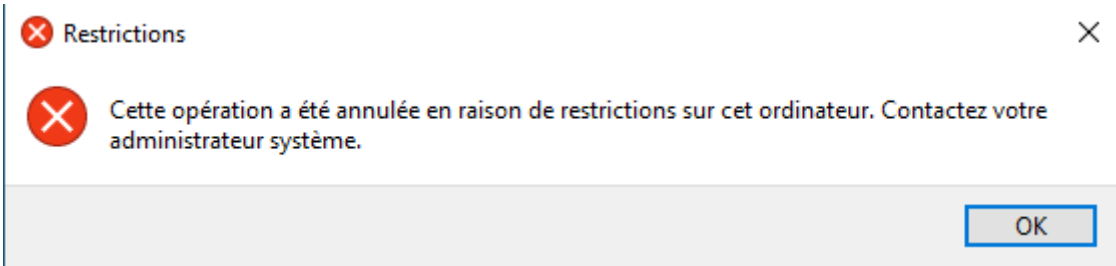 Restrictions
Cette opération a été annulée en raison de restrictions sur cet ordinateur. Contactez votre
administrateur système.
OK